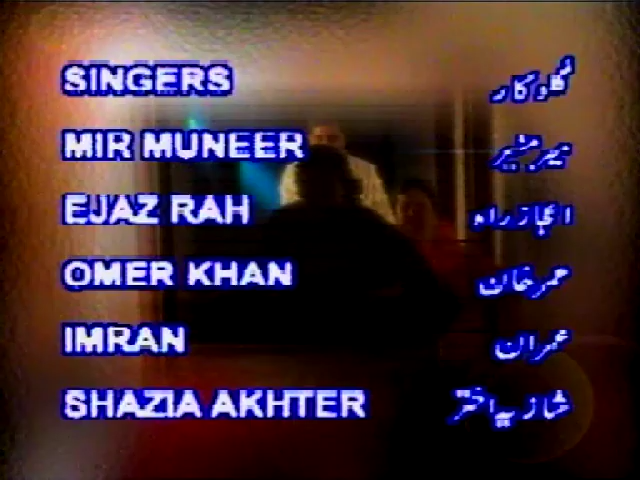 SINGERS گلوکار
MIR MUNEER میر منیر
EJAZ RAH اعجاز راہ
OMER KHAN عمر خان
IMRAN عمران
SHAZIA AKHTER شازیہ اختر